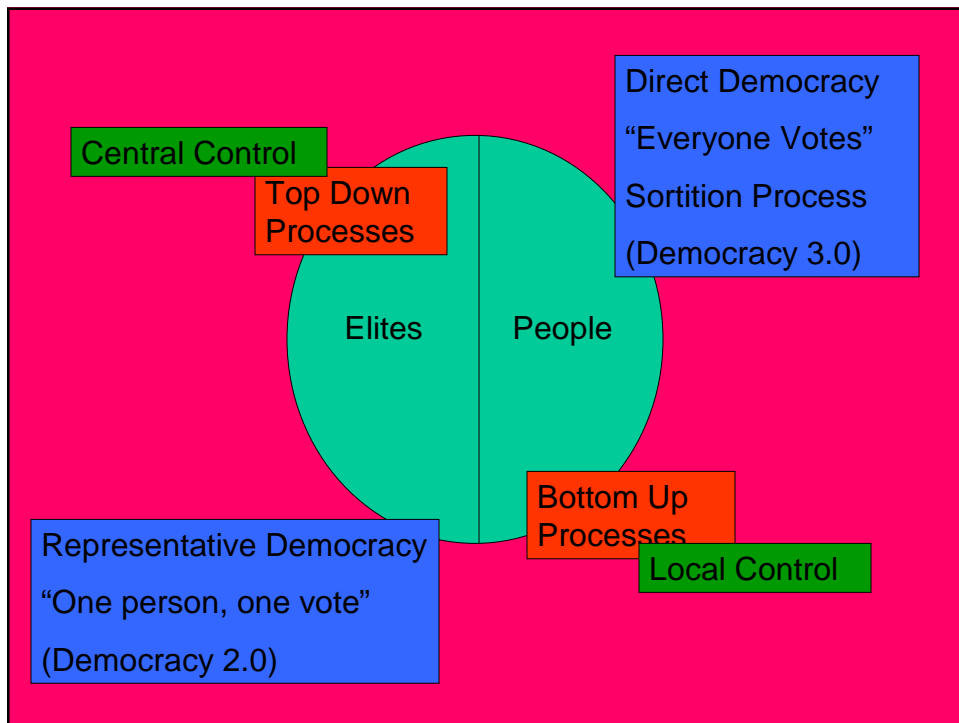 Direct Democracy
“Everyone Votes”
Sortition Process
(Democracy 3.0)
Central Control
Top Down
Processes
Elites
People
Bottom Up
Processes
Local Control
Representative Democracy
“One person, one vote”
(Democracy 2.0)